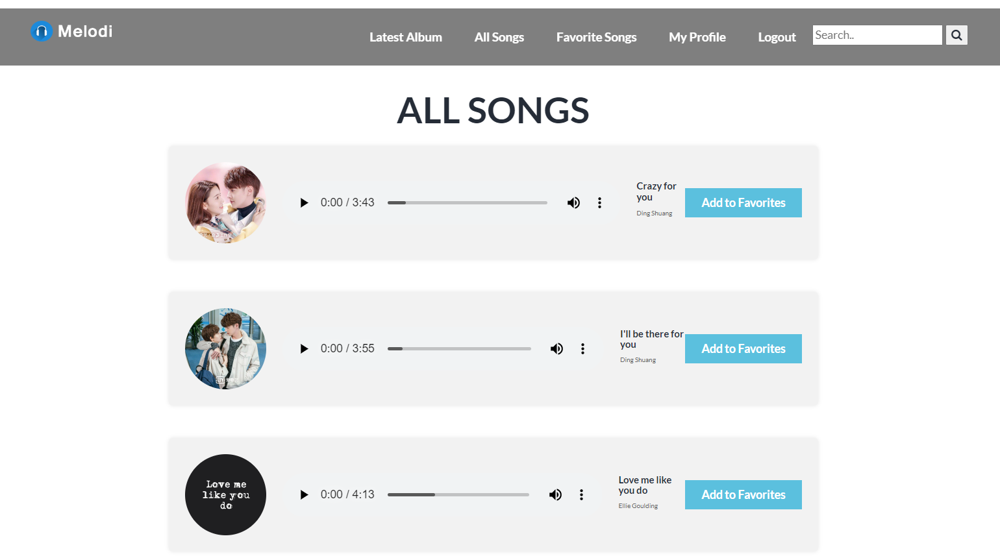 Melodi
Latest Album
All Songs
Favorite Songs
My Profile
Logout
Search..
ALL SONGS
0:00 / 3:43
Crazy for
you
Ding Shuang
Add to Favorites
0:00 / 3:55
I'll be there for
you
Ding Shuang
Add to Favorites
Love me
like you
do
0:00 / 4:13
Love me like
you do
Ellie Goulding
Add to Favorites